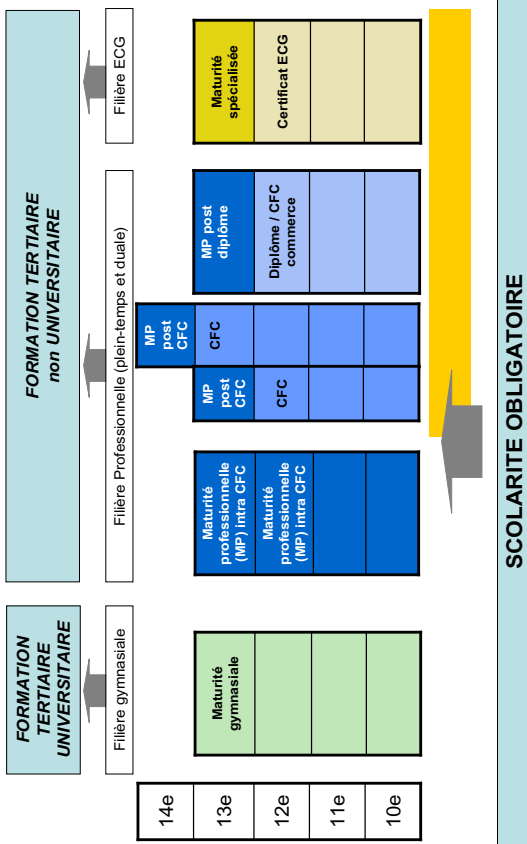 FORMATION
TERTIAIRE
UNIVERSITAIRE
FORMATION TERTIAIRE
non UNIVERSITAIRE
Filière gymnasiale
Filière Professionnelle (plein-temps et duale)
Filière ECG
14e
MP
post
CFC
13e
Maturité
gymnasiale
Maturité
professionnelle
(MP) intra CFC
MP
post
CFC
CFC
MP post
diplôme
Maturité
spécialisée
12e
Maturité
professionnelle
(MP) intra CFC
CFC
Diplôme / CFC
commerce
Certificat ECG
11e
10e
SCOLARITE OBLIGATOIRE